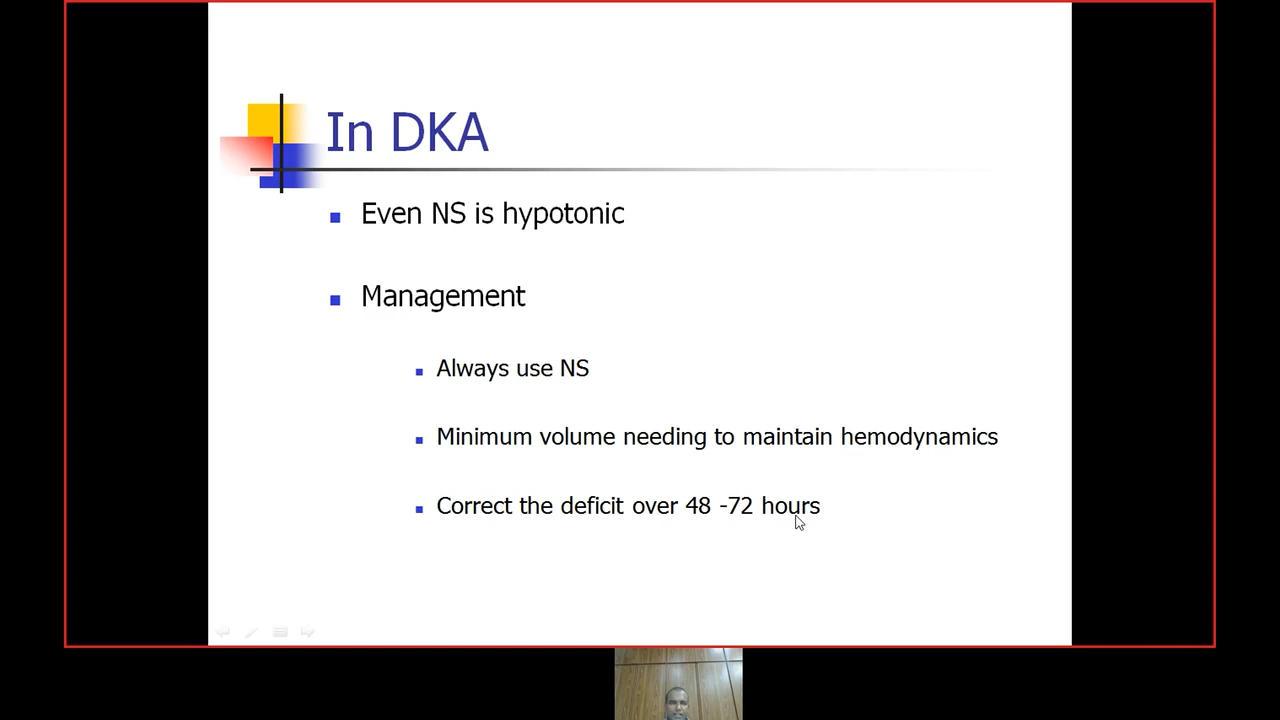 In DKA
Even NS is hypotonic
Management
Always use NS
Minimum volume needing to maintain hemodynamics
Correct the deficit over 48 -72 hours